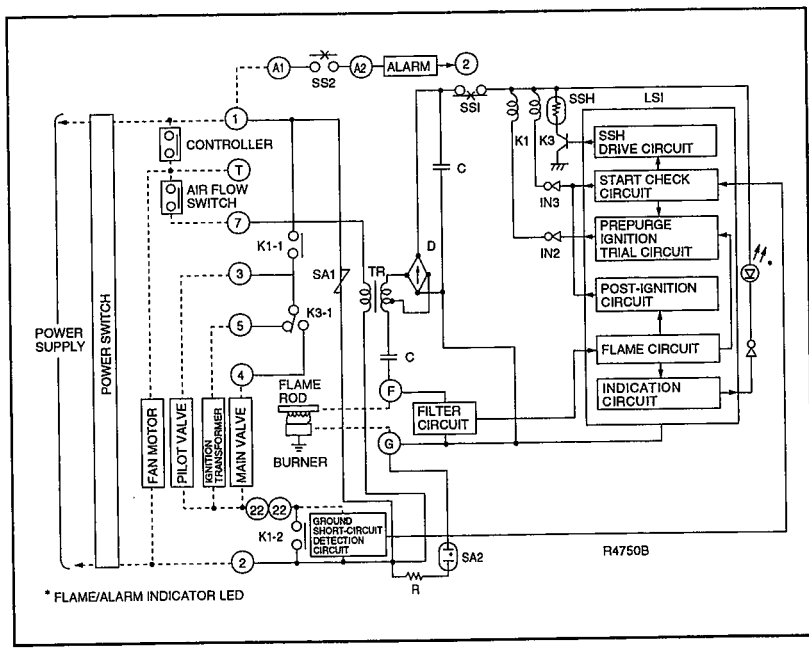 A1
SS2
A2
ALARM
2
1
SS1
SSH
LSI
K1
K3
CONTROLLER
T
AIR FLOW
SWITCH
7
C
SSH
DRIVE CIRCUIT
START CHECK
CIRCUIT
IN3
IN2
PREPURGE
IGNITION
TRIAL CIRCUIT
K1-1
D
SA1
TR
3
POST-IGNITION
CIRCUIT
*
K3-1
5
POWER
SUPPLY
POWER SWITCH
C
FLAME CIRCUIT
4
FLAME
ROD
F
INDICATION
CIRCUIT
FAN MOTOR
PILOT VALVE
IGNITION
TRANSFORMER
MAIN VALVE
FILTER
CIRCUIT
BURNER
G
22
22
K1-2
GROUND
SHORT-CIRCUIT
DETECTION
CIRCUIT
2
SA2
R4750B
R
* FLAME/ALARM INDICATOR LED